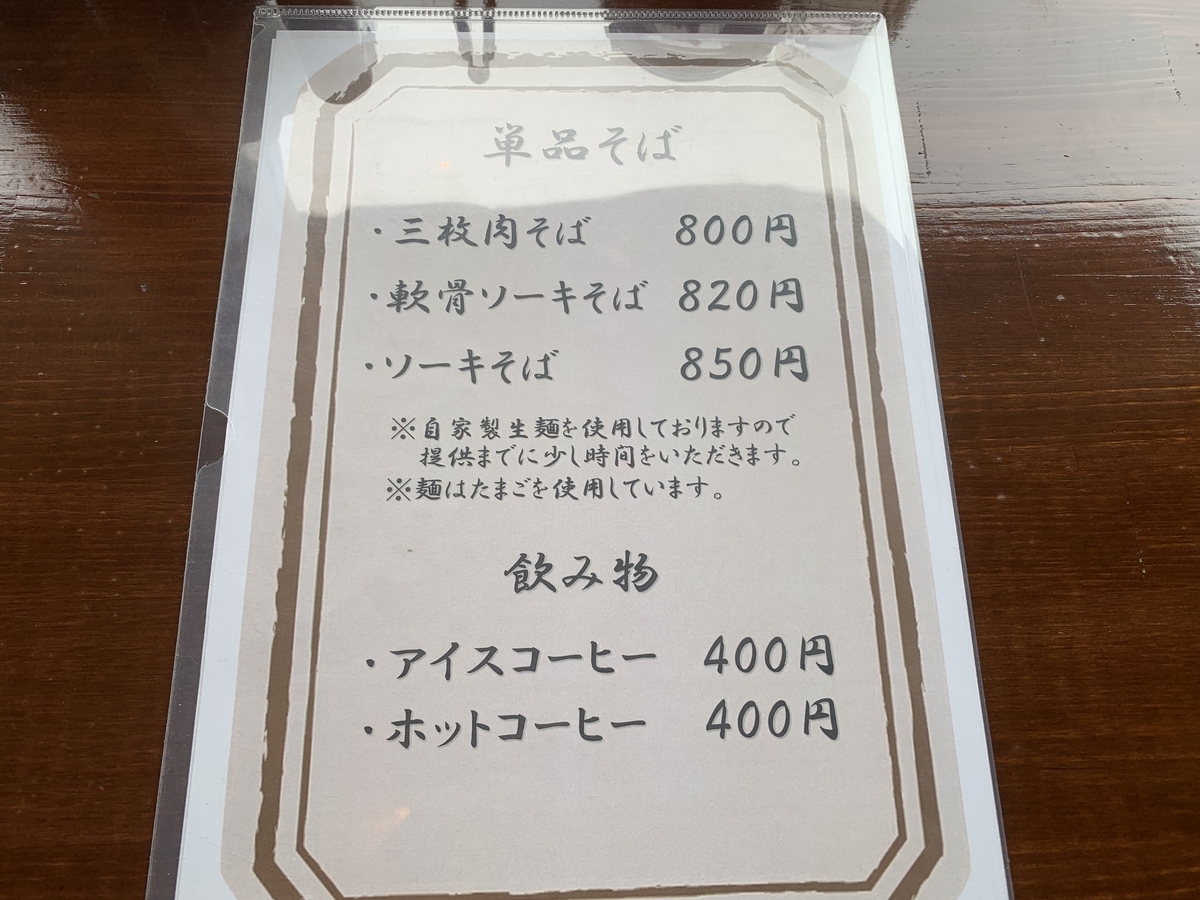 単品そば
・三枚肉そば 800円
・軟骨ソーキそば 820円
・ソーキそば 850円
※自家製生麺を使用しておりますので
提供までに少し時間をいただきます。
※麺はたまごを使用しています。
飲み物
・アイスコーヒー 400円
・ホットコーヒー 400円